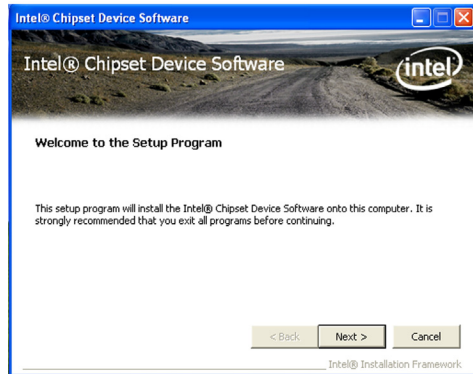 Intel® Chipset Device Software
Intel® Chipset Device Software
intel
Welcome to the Setup Program
This setup program will install the Intel® Chipset Device Software onto this computer. It is
strongly recommended that you exit all programs before continuing.
< Back
Next >
Cancel
Intel® Installation Framework